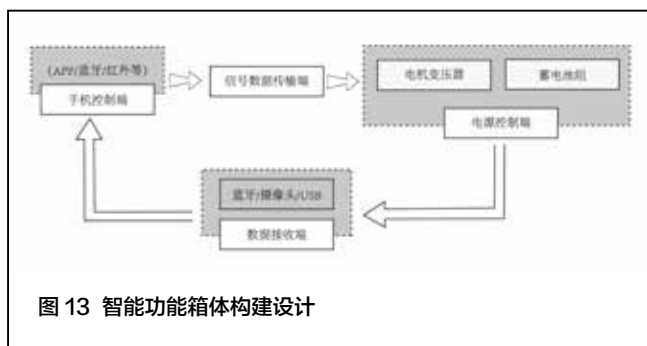 (APP/蓝牙/红外等)
手机控制端
信号数据传输端
电机变压器
蓄电池组
电源控制端
蓝牙/摄像头/USB
数据接收端
图 13 智能功能箱体构建设计